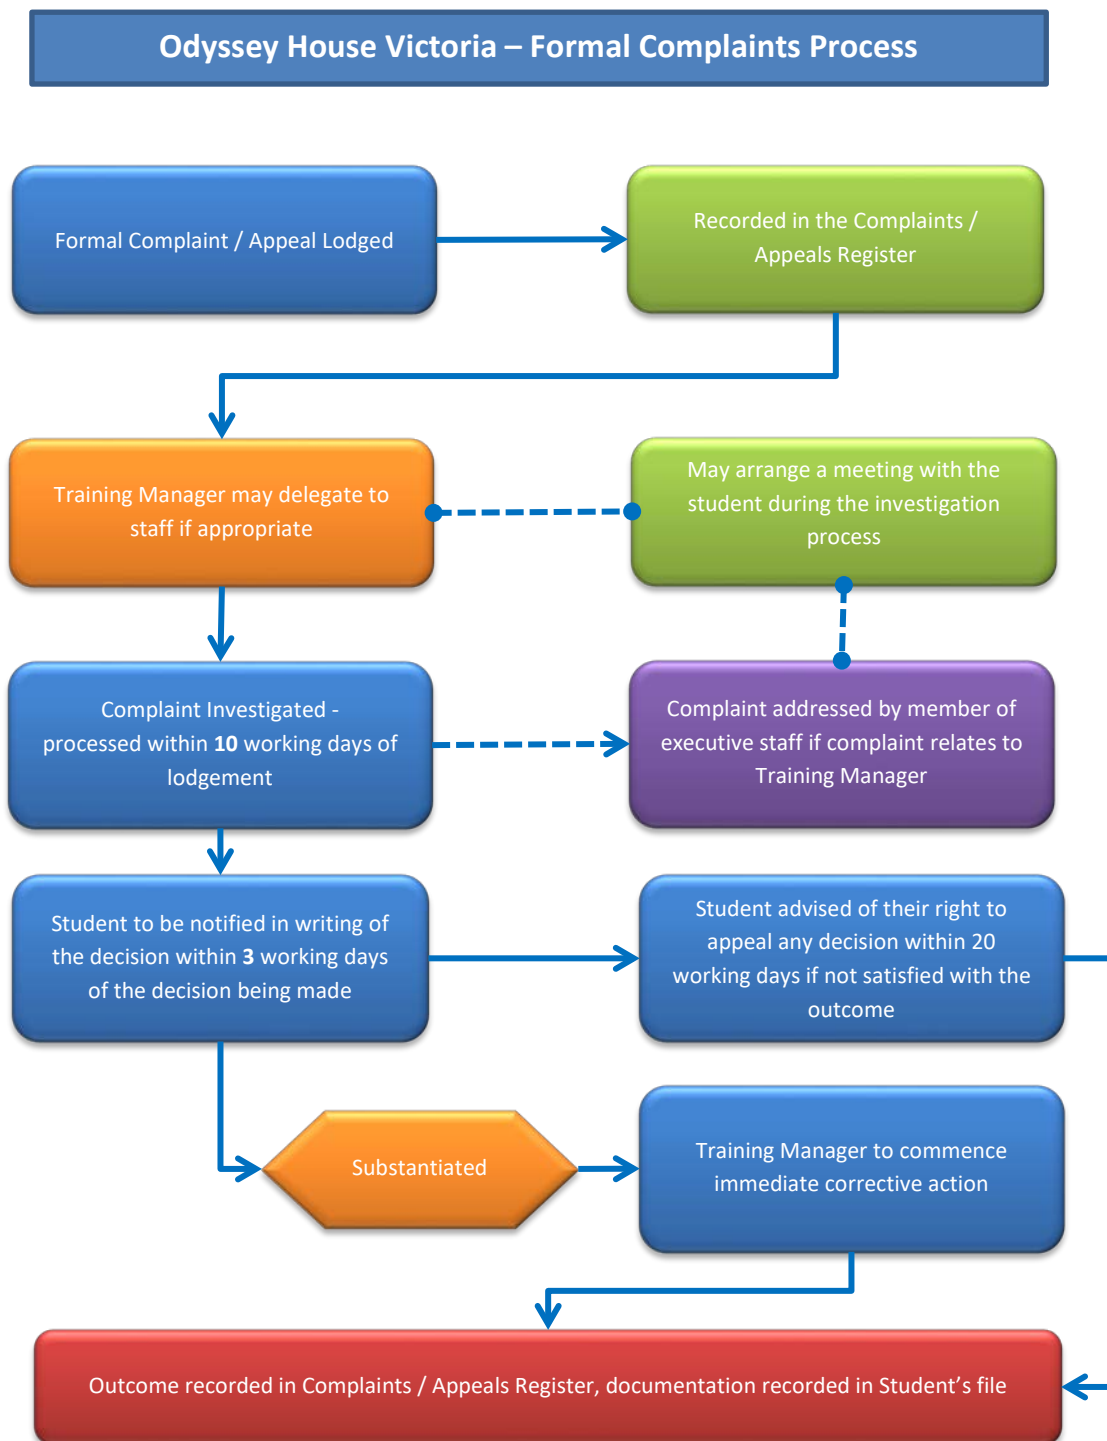 Odyssey House Victoria – Formal Complaints Process
Formal Complaint / Appeal Lodged
Recorded in the Complaints /
Appeals Register
Training Manager may delegate to
staff if appropriate
May arrange a meeting with the
student during the investigation
process
Complaint Investigated -
processed within 10 working days of
lodgement
Complaint addressed by member of
executive staff if complaint relates to
Training Manager
Student to be notified in writing of
the decision within 3 working days
of the decision being made
Student advised of their right to
appeal any decision within 20
working days if not satisfied with the
outcome
Substantiated
Training Manager to commence
immediate corrective action
Outcome recorded in Complaints / Appeals Register, documentation recorded in Student’s file